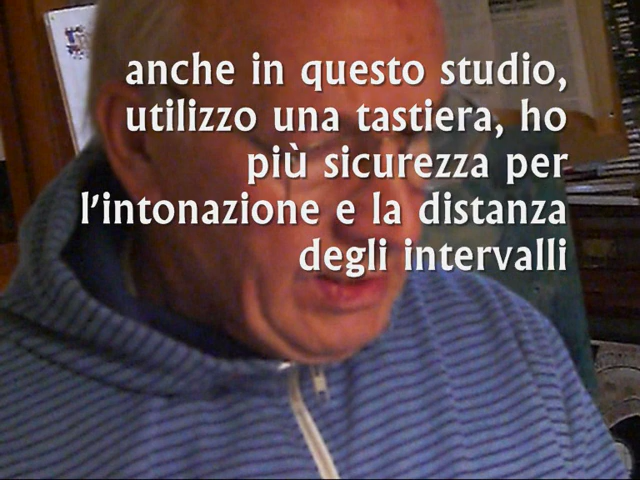 anche in questo studio,
utilizzo una tastiera, ho
più sicurezza per
l'intonazione e la distanza
degli intervalli